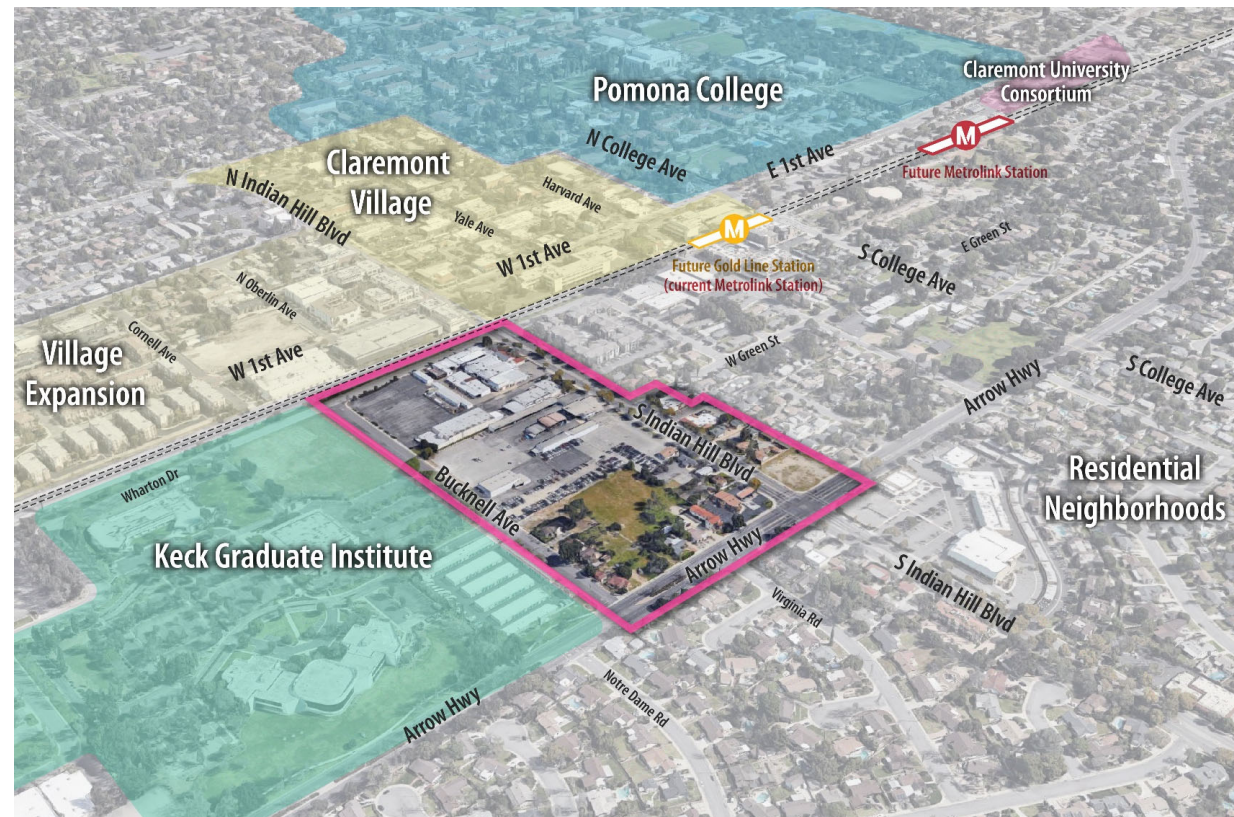 Pomona College
Claremont University
Consortium
M
Future Metrolink Station
N College Ave
E 1st Ave
Claremont
Village
N Indian Hill Blvd
Harvard Ave
Yale Ave
W 1st Ave
M
Future Gold Line Station
(current Metrolink Station)
S College Ave
E Green St
N Oberlin Ave
Cornell Ave
W 1st Ave
Village
Expansion
W Green St
Arrow Hwy
S College Ave
S Indian Hill Blvd
Residential
Neighborhoods
Wharton Dr
Bucknell Ave
Keck Graduate Institute
Arrow Hwy
S Indian Hill Blvd
Virginia Rd
Notre Dame Rd
Arrow Hwy